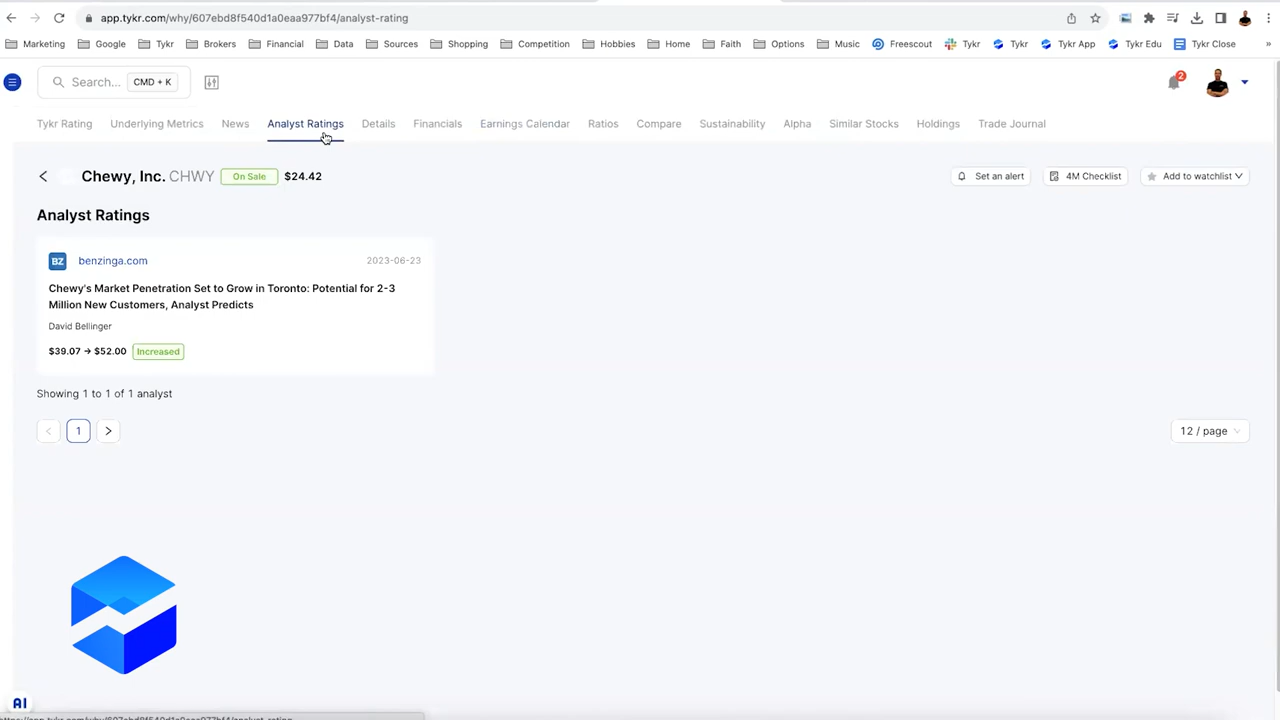 app.tykr.com/why/607ebd8f540d1a0eaa977bf4/analyst-rating
Marketing Google Tykr Brokers Financial Data Sources Shopping Competition Hobbies Home Faith Options Music Freescout Tykr Tykr Tykr App Tykr Edu Tykr Close »
Search... CMD + K
2
Tykr Rating Underlying Metrics News Analyst Ratings Details Financials Earnings Calendar Ratios Compare Sustainability Alpha Similar Stocks Holdings Trade Journal
Chewy, Inc. CHWY On Sale $24.42 Set an alert 4M Checklist Add to watchlist
Analyst Ratings
BZ benzinga.com 2023-06-23
Chewy's Market Penetration Set to Grow in Toronto: Potential for 2-3
Million New Customers, Analyst Predicts
David Bellinger
$39.07 → $52.00 Increased
Showing 1 to 1 of 1 analyst
< 1 > 12 / page
AI